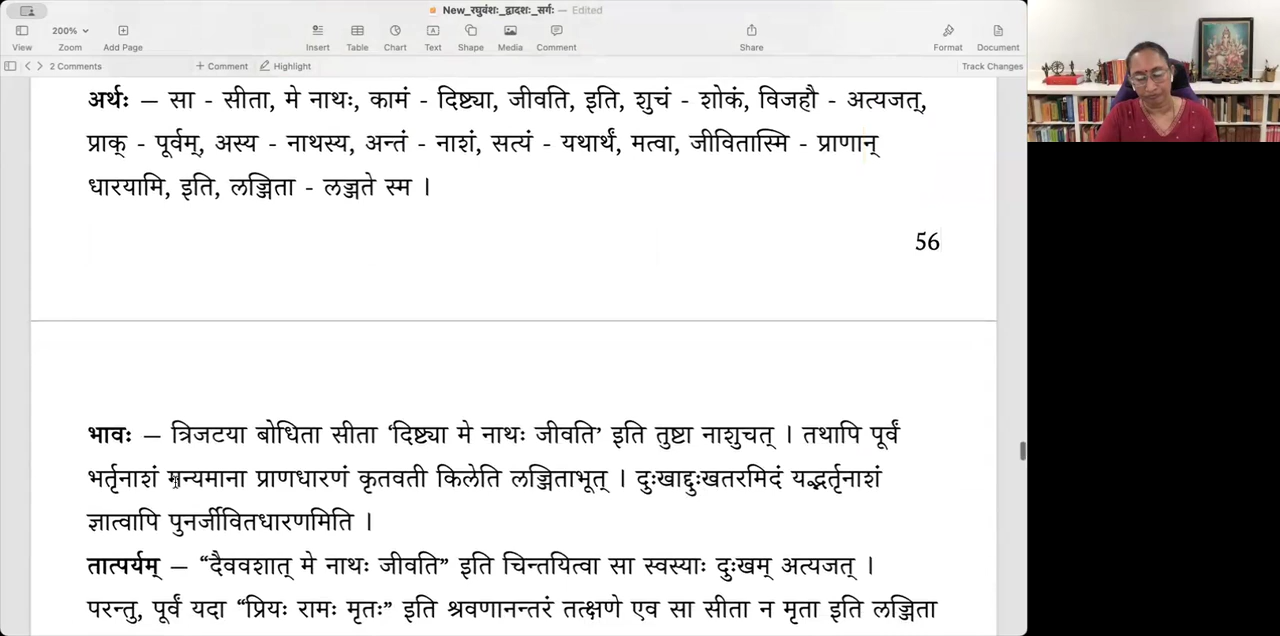 New_रघुवंशः_द्वादशः_सर्गः — Edited
200%
View Zoom Add Page Insert Table Chart Text Shape Media Comment Share Format Document
2 Comments + Comment Highlight Track Changes
अर्थः — सा - सीता, मे नाथः, कामं - दिष्ट्या, जीवति, इति, शुचं - शोकं, विजहौ - अत्यजत्,
प्राक् - पूर्वम्, अस्य - नाथस्य, अन्तं - नाशं, सत्यं - यथार्थं, मत्वा, जीवितास्मि - प्राणान्
धारयामि, इति, लज्जिता - लज्जते स्म ।
56
भावः — त्रिजटया बोधिता सीता ‘दिष्ट्या मे नाथः जीवति’ इति तुष्टा नाशुचत् । तथापि पूर्वं
भर्तृनाशं मन्यमाना प्राणधारणं कृतवती किलेति लज्जिताभूत् । दुःखाद्दुःखतरमिदं यद्भर्तृनाशं
ज्ञात्वापि पुनर्जीवितधारणमिति ।
तात्पर्यम् — “दैववशात् मे नाथः जीवति” इति चिन्तयित्वा सा स्वस्याः दुःखम् अत्यजत् ।
परन्तु, पूर्वं यदा “प्रियः रामः मृतः” इति श्रवणानन्तरं तत्क्षणे एव सा सीता न मृता इति लज्जिता